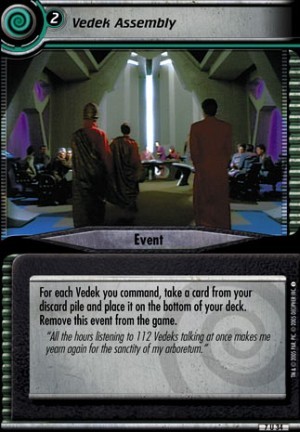 2
Vedek Assembly
Event
For each Vedek you command, take a card from your
discard pile and place it on the bottom of your deck.
Remove this event from the game.
"All the hours listening to 112 Vedeks talking at once makes me
yearn again for the sanctity of my arboretum."
7 U 34